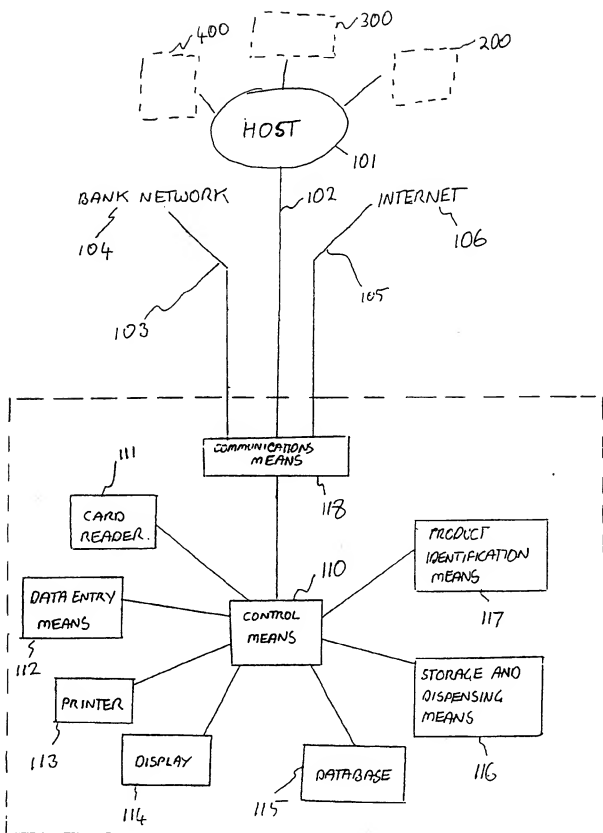 400
300
200
HOST
101
BANK NETWORK
104
102
INTERNET
106
103
105
COMMUNICATIONS
MEANS
118
111
CARD
READER.
110
PRODUCT
IDENTIFICATION
MEANS
117
DATA ENTRY
MEANS
112
CONTROL
MEANS
PRINTER
113
STORAGE AND
DISPENSING
MEANS
116
DISPLAY
114
DATABASE
115